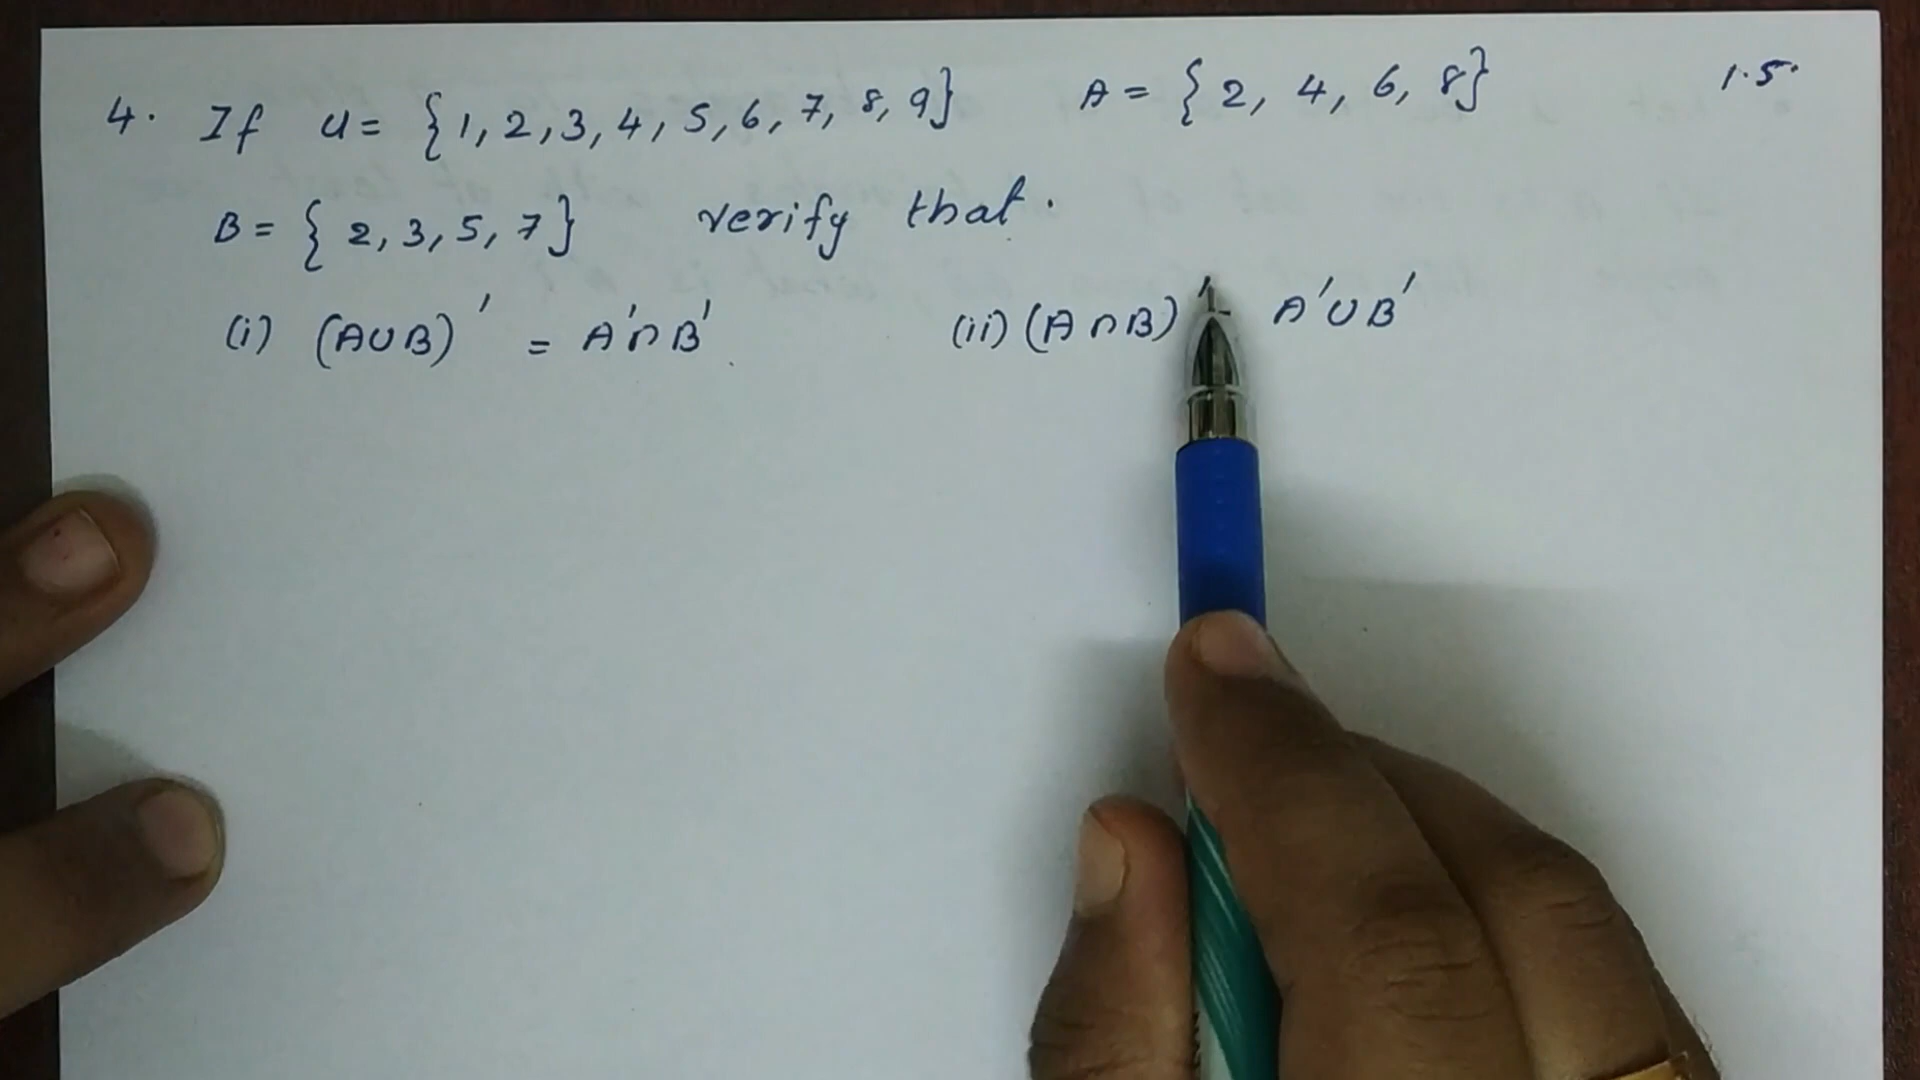 4. If U = {1, 2, 3, 4, 5, 6, 7, 8, 9} A = {2, 4, 6, 8} 1.5.
B = {2, 3, 5, 7} verify that.
(i) (A∪B)' = A'∩B' (ii) (A∩B)' A'∪B'